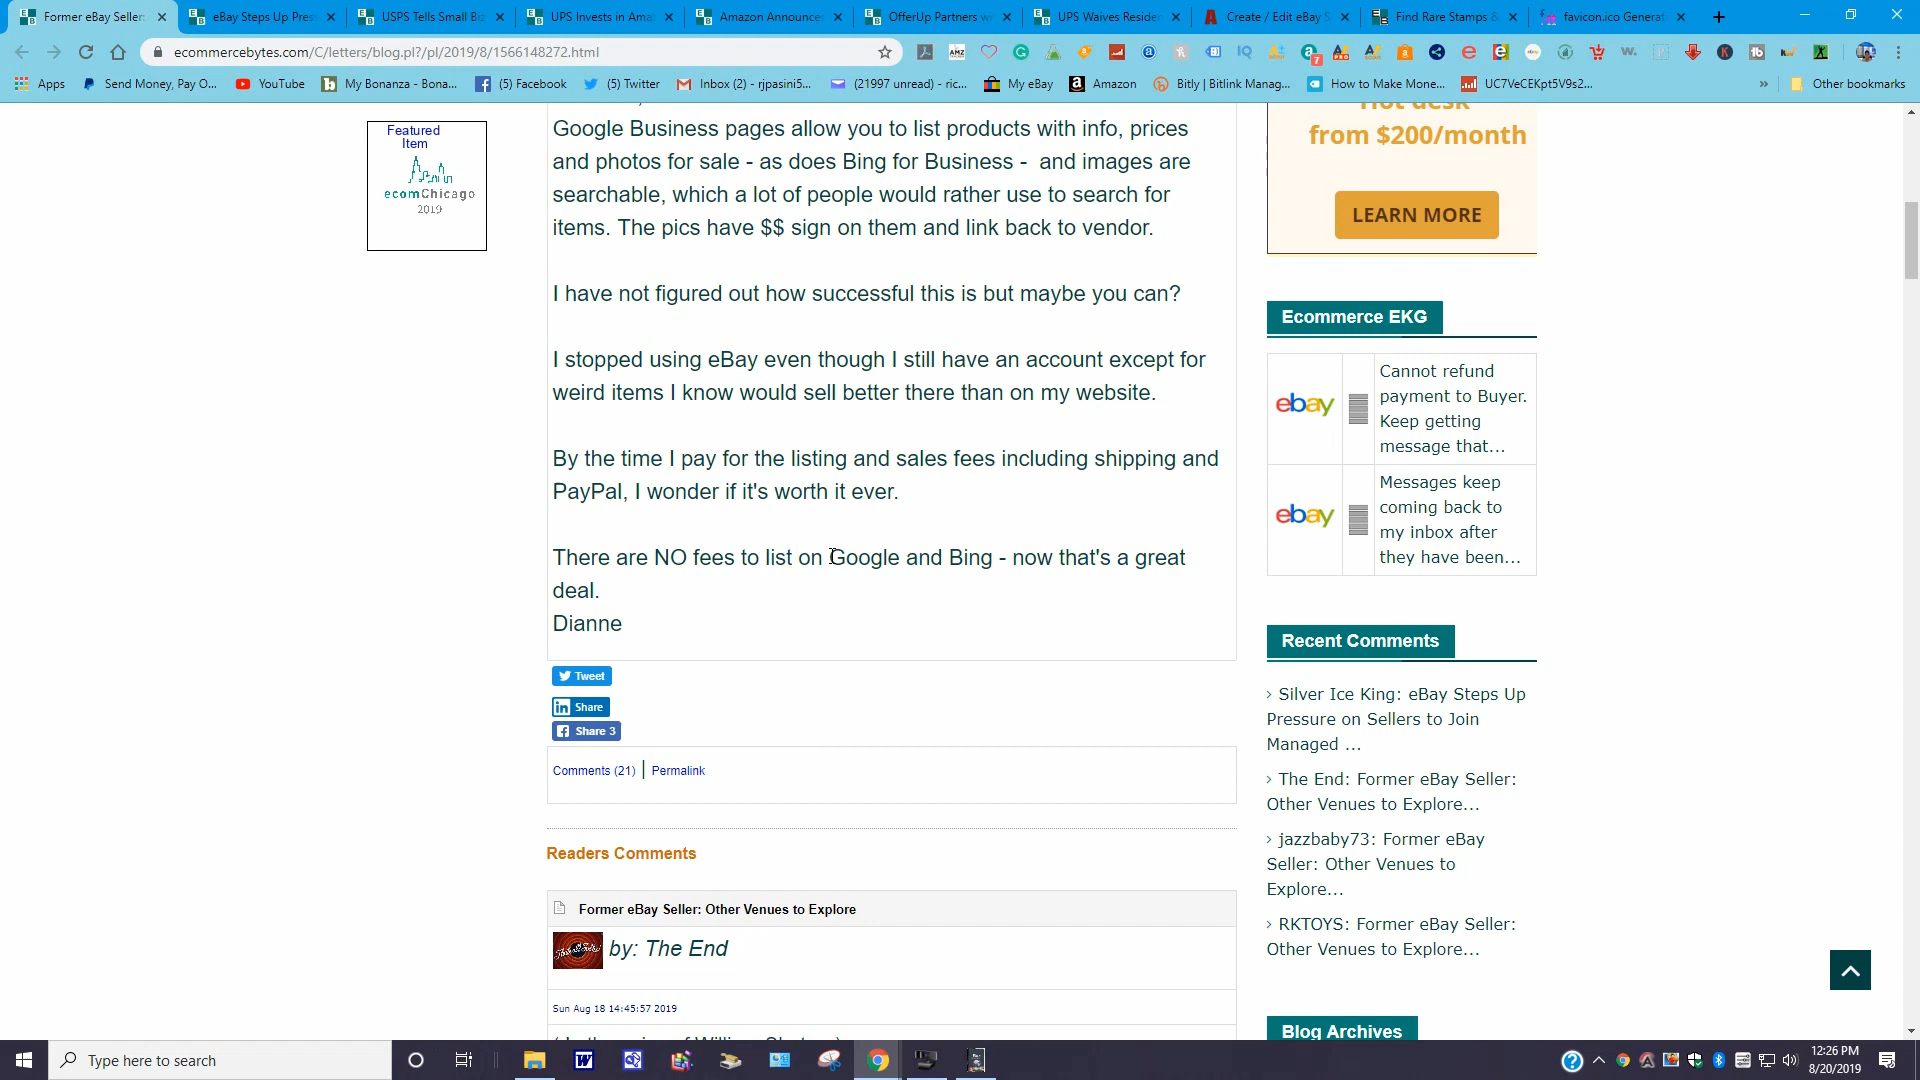 Former eBay Seller:
eBay Steps Up Pres
USPS Tells Small Biz
UPS Invests in Ama
Amazon Announce
OfferUp Partners w
UPS Waives Reside
Create / Edit eBay S
Find Rare Stamps &
favicon.ico Generat
ecommercebytes.com/C/letters/blog.pl?/pl/2019/8/1566148272.html
Apps
Send Money, Pay O...
YouTube
My Bonanza - Bona...
(5) Facebook
(5) Twitter
Inbox (2) - rjpasini5...
(21997 unread) - ric...
My eBay
Amazon
Bitly | Bitlink Manag...
How to Make Mone...
UC7VeCEKpt5V9s2...
»
Other bookmarks
Featured
Item
ecomChicago
2019
Google Business pages allow you to list products with info, prices
and photos for sale - as does Bing for Business - and images are
searchable, which a lot of people would rather use to search for
items. The pics have $$ sign on them and link back to vendor.
I have not figured out how successful this is but maybe you can?
I stopped using eBay even though I still have an account except for
weird items I know would sell better there than on my website.
By the time I pay for the listing and sales fees including shipping and
PayPal, I wonder if it's worth it ever.
There are NO fees to list on Google and Bing - now that's a great
deal.
Dianne
Tweet
Share
Share 3
Comments (21) | Permalink
Readers Comments
Former eBay Seller: Other Venues to Explore
by: The End
Sun Aug 18 14:45:57 2019
Hot desk
from $200/month
LEARN MORE
Ecommerce EKG
ebay
Cannot refund
payment to Buyer.
Keep getting
message that...
ebay
Messages keep
coming back to
my inbox after
they have been...
Recent Comments
› Silver Ice King: eBay Steps Up
Pressure on Sellers to Join
Managed ...
› The End: Former eBay Seller:
Other Venues to Explore...
› jazzbaby73: Former eBay
Seller: Other Venues to
Explore...
› RKTOYS: Former eBay Seller:
Other Venues to Explore...
Blog Archives
Type here to search
12:26 PM
8/20/2019